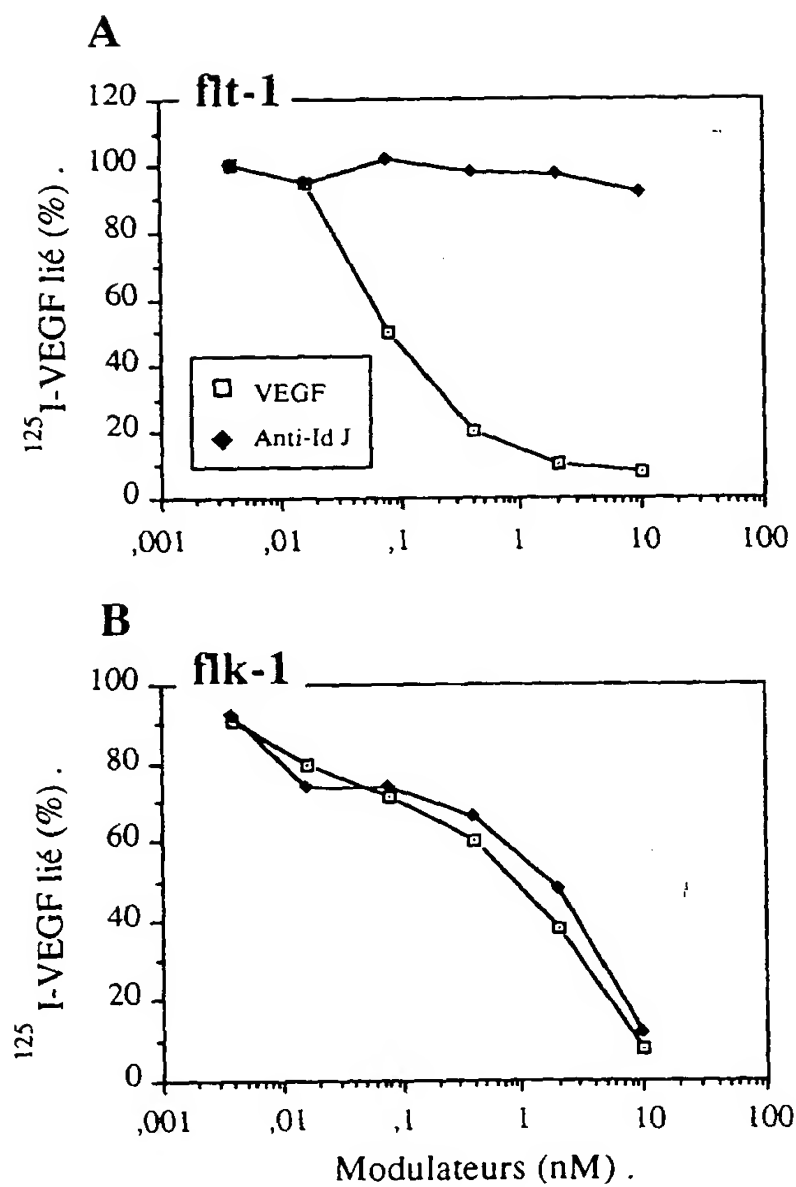 A
flt-1
120
100
80
60
40
20
0
¹²⁵I-VEGF lié (%) .
VEGF
Anti-Id J
,001 ,01 ,1 1 10 100
B
flk-1
100
80
60
40
20
0
¹²⁵I-VEGF lié (%) .
,001 ,01 ,1 1 10 100
Modulateurs (nM) .